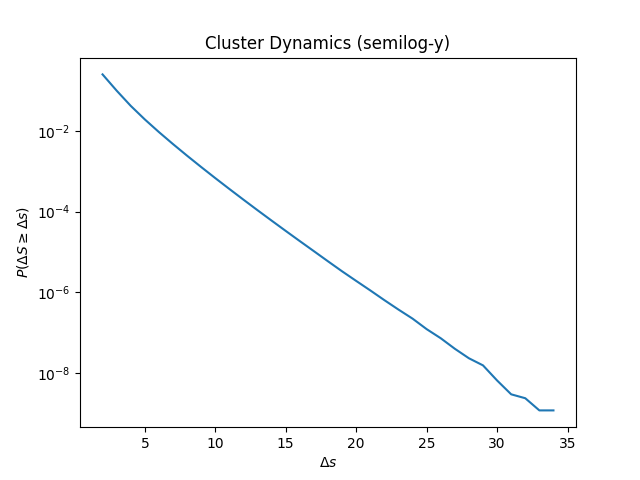 Cluster Dynamics (semilog-y)
P(ΔS ≥ Δs)
10⁻²
10⁻⁴
10⁻⁶
10⁻⁸
5 10 15 20 25 30 35
Δs